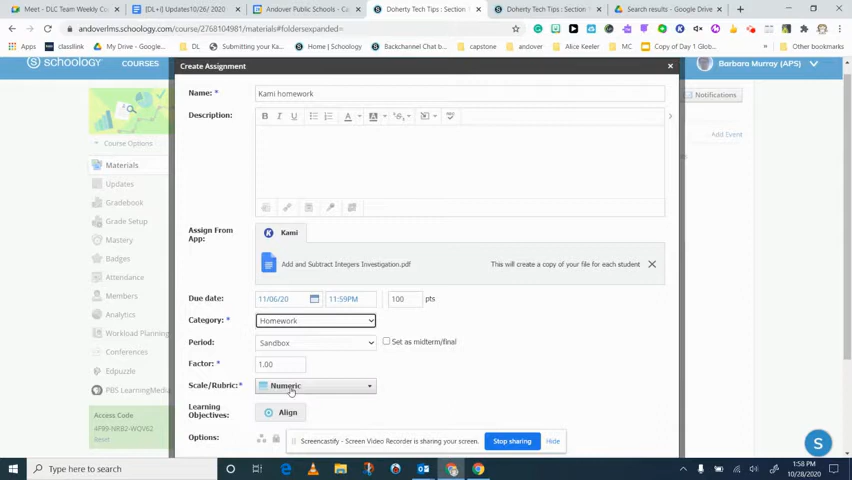 Meet - DLC Team Weekly Co
[DL+I] Updates10/26/ 2020
Andover Public Schools - Ca
Doherty Tech Tips : Section
Doherty Tech Tips : Section
Search results - Google Drive
andoverlms.schoology.com/course/2768104981/materials#foldersexpanded=
Apps
classlink
My Drive - Google...
DL
Submitting your Ka...
Home | Schoology
Backchannel Chat b...
capstone
andover
Alice Keeler
MC
Copy of Day 1 Glob...
Other bookmarks
schoology
COURSES
Barbara Murray (APS)
Create Assignment
Notifications
Add Event
Course Options
Materials
Updates
Gradebook
Grade Setup
Mastery
Badges
Attendance
Members
Analytics
Workload Planning
Conferences
Edpuzzle
PBS LearningMedia
Access Code
4F99-NRB2-WQV62
Reset
Name: *
Kami homework
Description:
B I U
A A
Assign From
App:
Kami
Add and Subtract Integers Investigation.pdf
This will create a copy of your file for each student
Due date:
11/06/20
11:59PM
100
pts
Category: *
Homework
Period:
Sandbox
Set as midterm/final
Factor: *
1.00
Scale/Rubric:*
Numeric
Learning
Objectives:
Align
Options:
Screencastify - Screen Video Recorder is sharing your screen.
Stop sharing
Hide
S
Type here to search
1:58 PM
10/28/2020